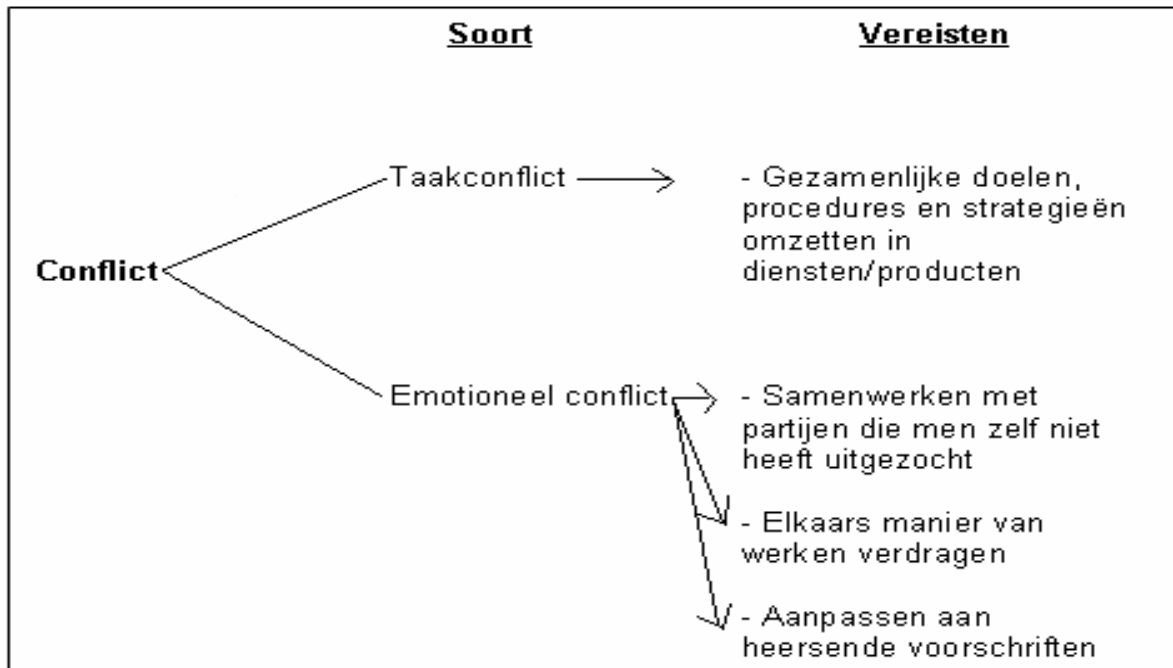 Soort Vereisten
Taakconflict - Gezamenlijke doelen,
procedures en strategieën
omzetten in
Conflict diensten/producten
Emotioneel conflict - Samenwerken met
partijen die men zelf niet
heeft uitgezocht
- Elkaars manier van
werken verdragen
- Aanpassen aan
heersende voorschriften